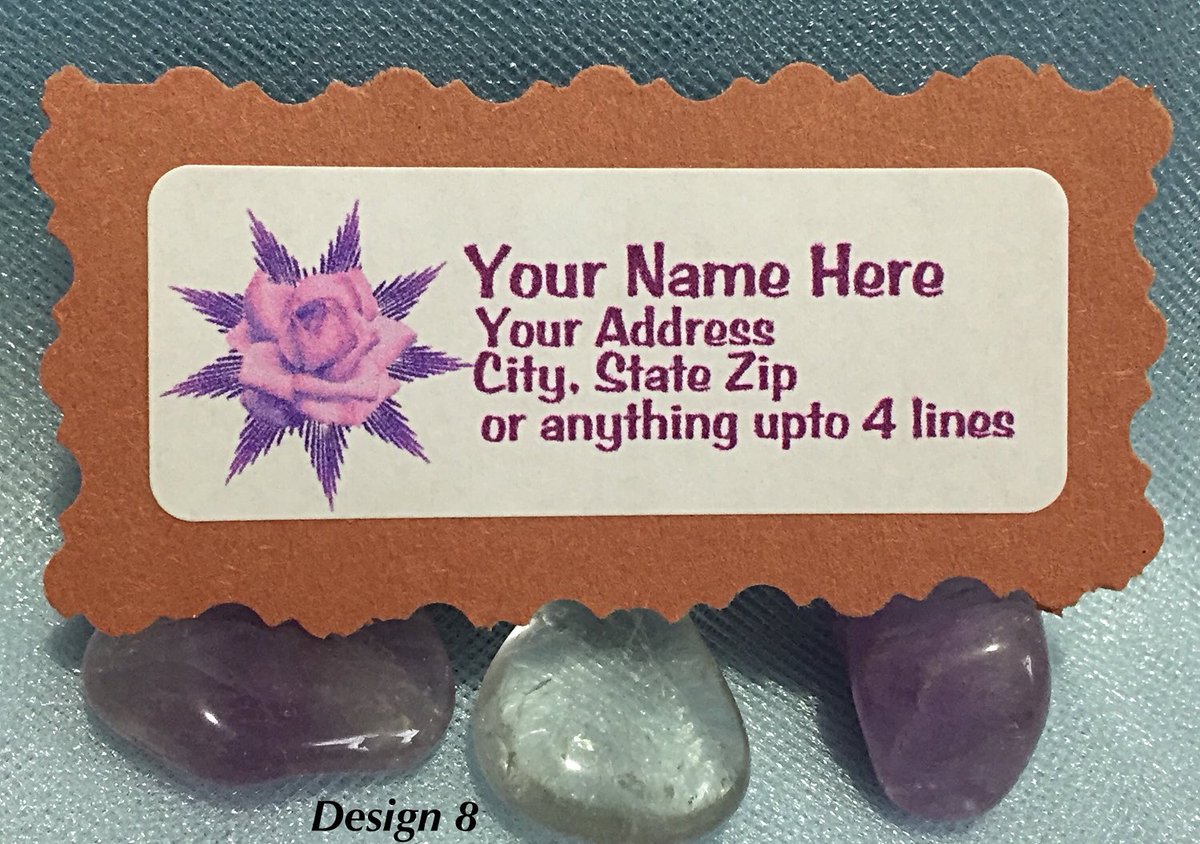 Your Name Here
Your Address
City, State Zip
or anything upto 4 lines
Design 8